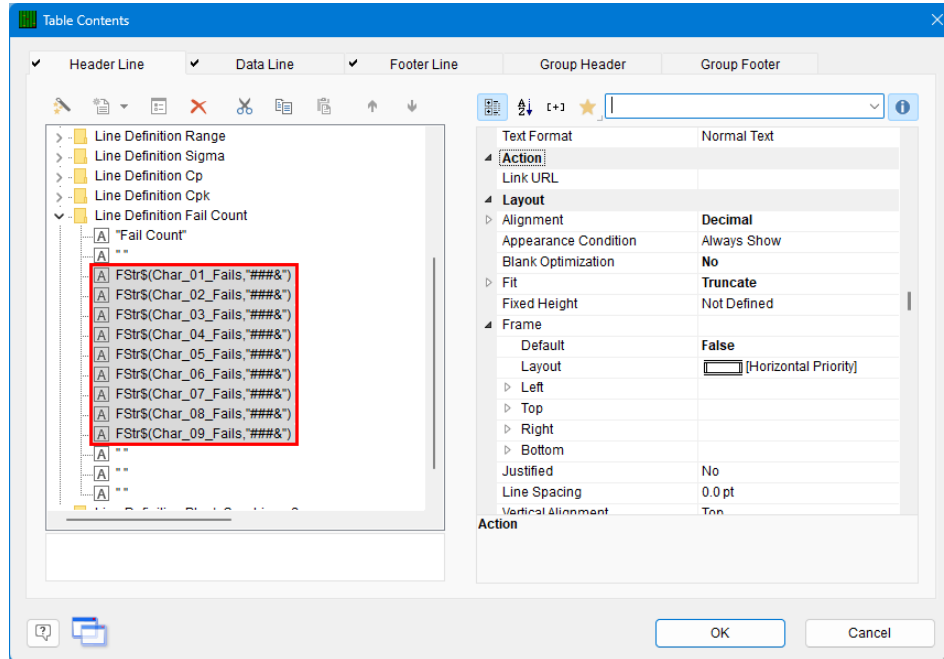 Table Contents
Header Line
Data Line
Footer Line
Group Header
Group Footer
Line Definition Range
Line Definition Sigma
Line Definition Cp
Line Definition Cpk
Line Definition Fail Count
"Fail Count"
" "
FStr$(Char_01_Fails,"###&")
FStr$(Char_02_Fails,"###&")
FStr$(Char_03_Fails,"###&")
FStr$(Char_04_Fails,"###&")
FStr$(Char_05_Fails,"###&")
FStr$(Char_06_Fails,"###&")
FStr$(Char_07_Fails,"###&")
FStr$(Char_08_Fails,"###&")
FStr$(Char_09_Fails,"###&")
" "
" "
" "
Text Format Normal Text
Action
Link URL
Layout
Alignment Decimal
Appearance Condition Always Show
Blank Optimization No
Fit Truncate
Fixed Height Not Defined
Frame
Default False
Layout [Horizontal Priority]
Left
Top
Right
Bottom
Justified No
Line Spacing 0.0 pt
Vertical Alignment Top
Action
OK
Cancel